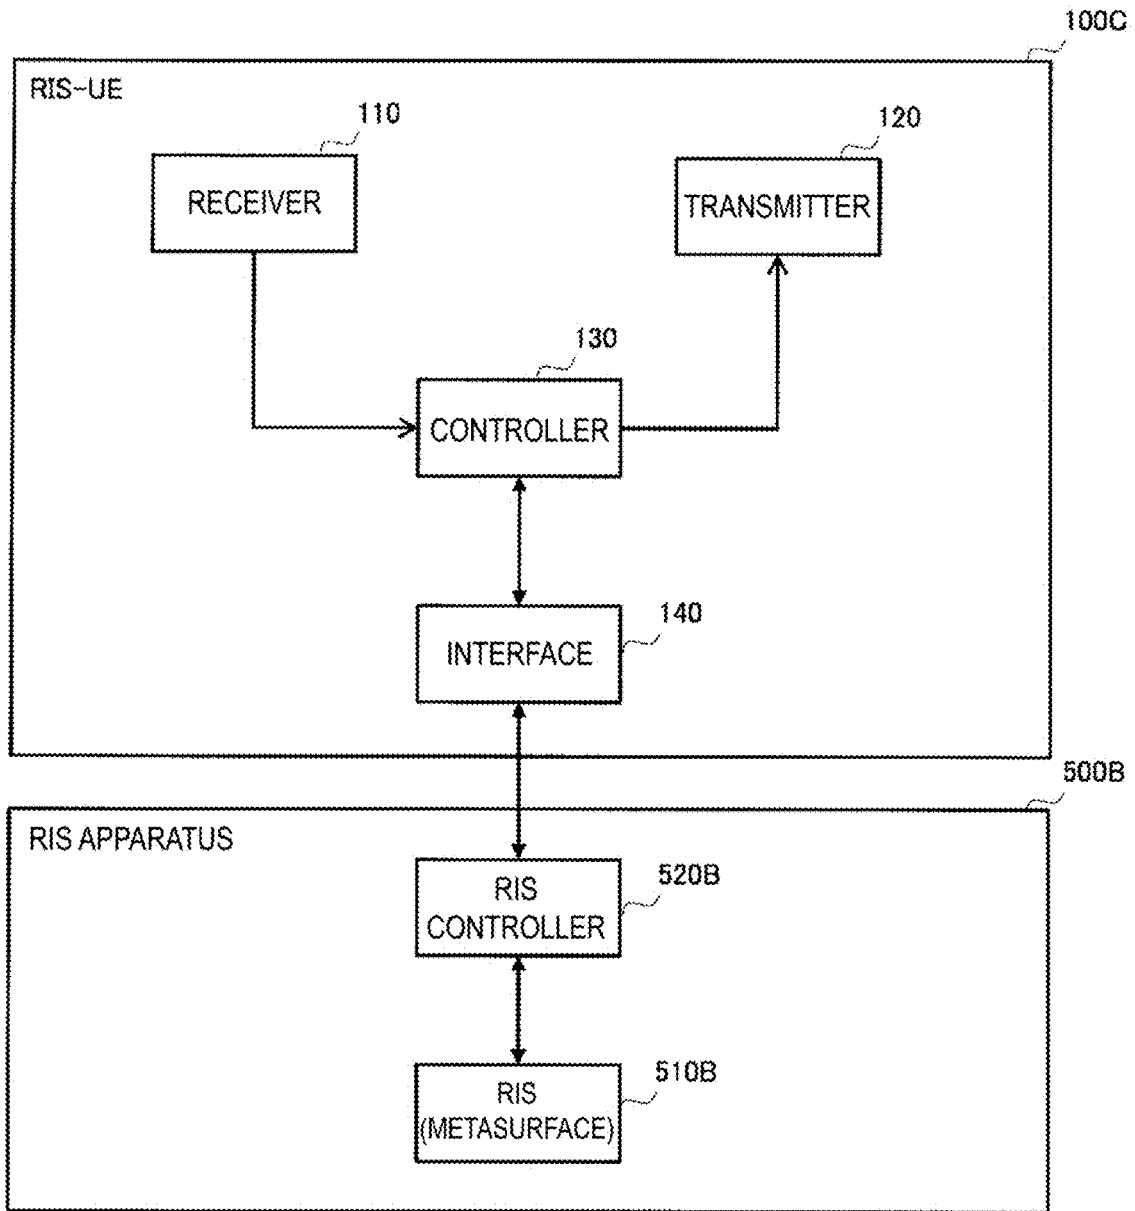 100C
RIS-UE
110
RECEIVER
120
TRANSMITTER
130
CONTROLLER
140
INTERFACE
500B
RIS APPARATUS
520B
RIS
CONTROLLER
510B
RIS
(METASURFACE)